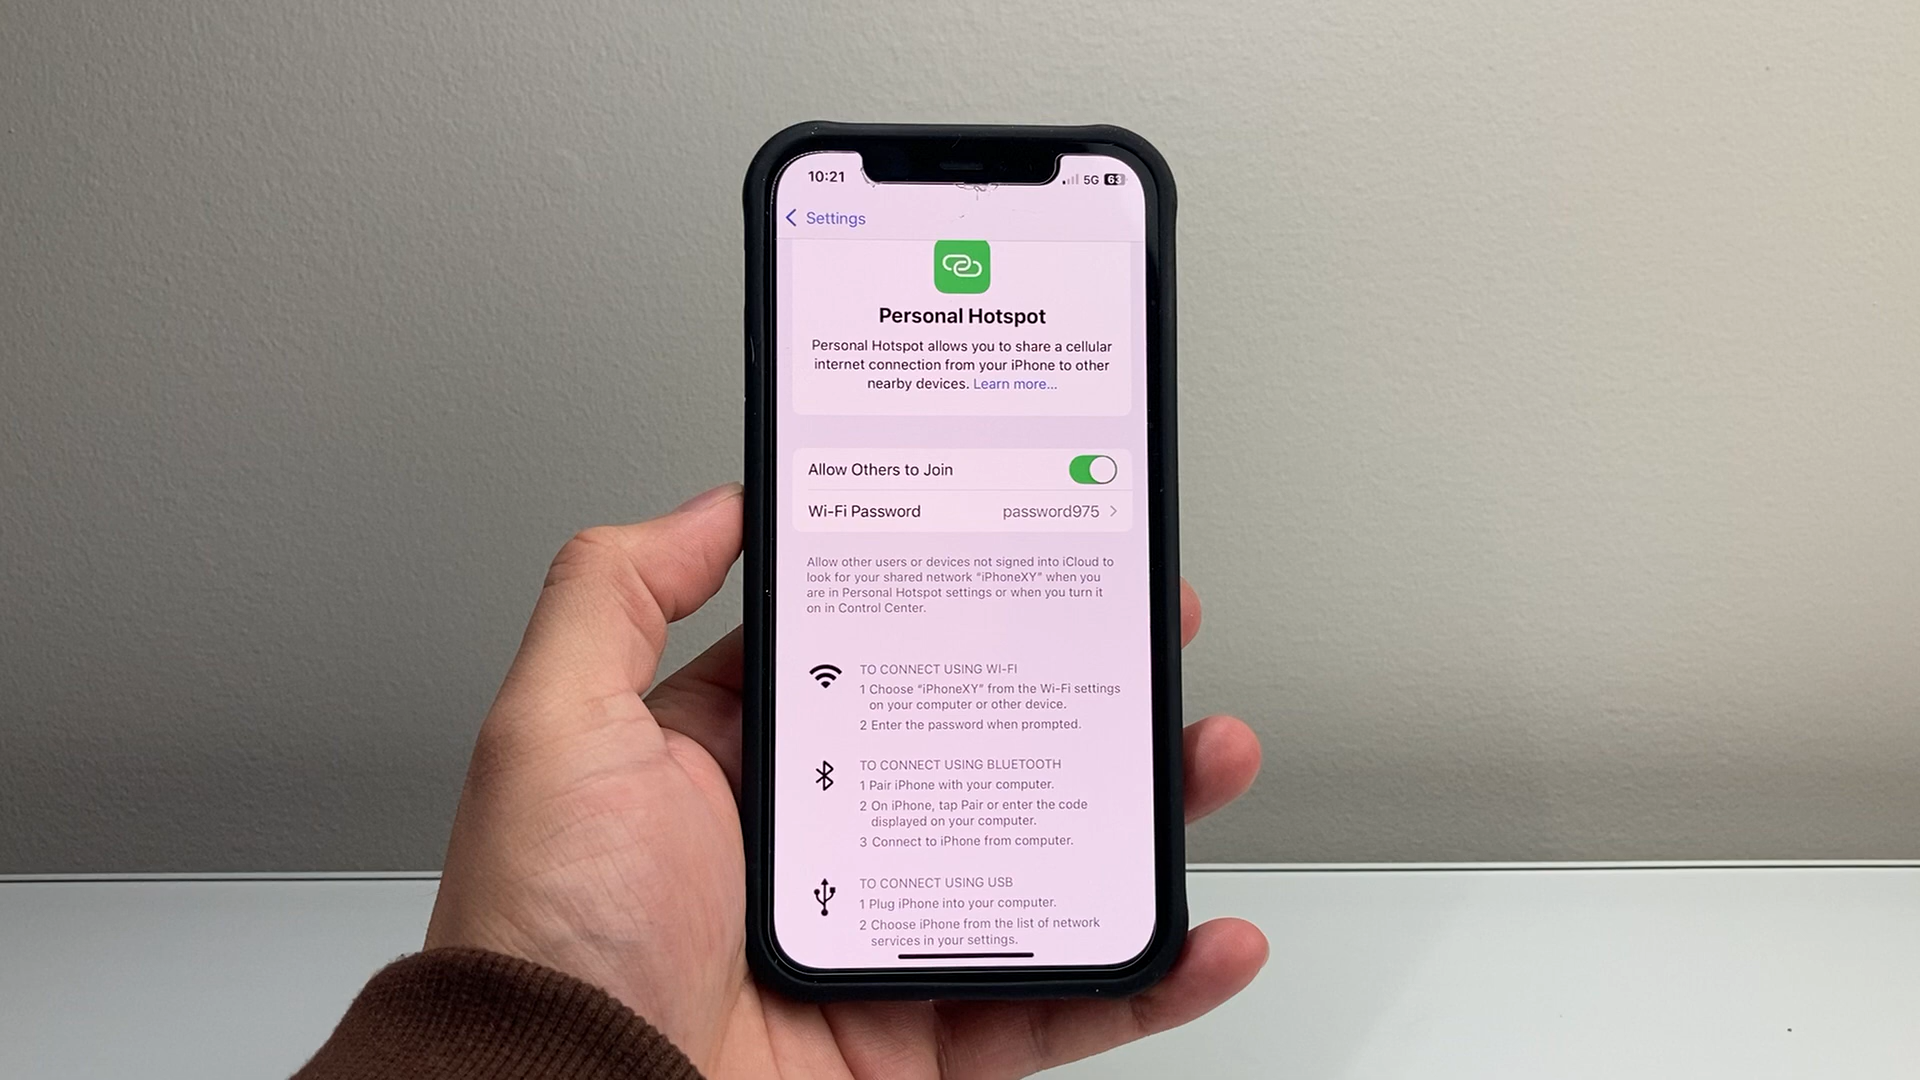 10:21
5G 63
Settings
Personal Hotspot
Personal Hotspot allows you to share a cellular
internet connection from your iPhone to other
nearby devices. Learn more...
Allow Others to Join
Wi-Fi Password password975
Allow other users or devices not signed into iCloud to
look for your shared network “iPhoneXY” when you
are in Personal Hotspot settings or when you turn it
on in Control Center.
TO CONNECT USING WI-FI
1 Choose “iPhoneXY” from the Wi-Fi settings
on your computer or other device.
2 Enter the password when prompted.
TO CONNECT USING BLUETOOTH
1 Pair iPhone with your computer.
2 On iPhone, tap Pair or enter the code
displayed on your computer.
3 Connect to iPhone from computer.
TO CONNECT USING USB
1 Plug iPhone into your computer.
2 Choose iPhone from the list of network
services in your settings.